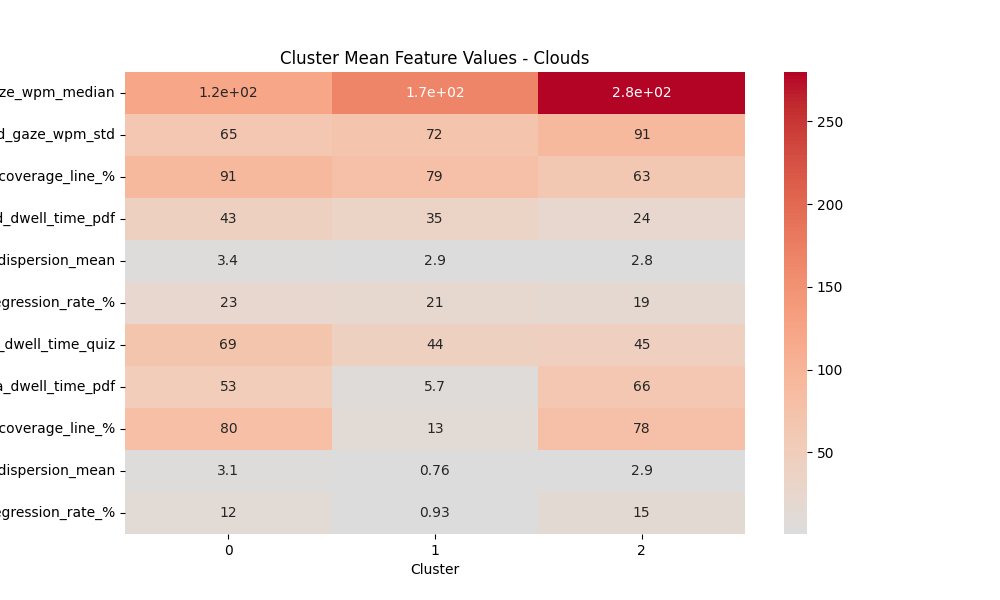 Cluster Mean Feature Values - Clouds
ze_wpm_median 1.2e+02 1.7e+02 2.8e+02
d_gaze_wpm_std 65 72 91
coverage_line_% 91 79 63
d_dwell_time_pdf 43 35 24
dispersion_mean 3.4 2.9 2.8
egression_rate_% 23 21 19
_dwell_time_quiz 69 44 45
a_dwell_time_pdf 53 5.7 66
coverage_line_% 80 13 78
dispersion_mean 3.1 0.76 2.9
egression_rate_% 12 0.93 15
0 1 2
Cluster
250
200
150
100
50